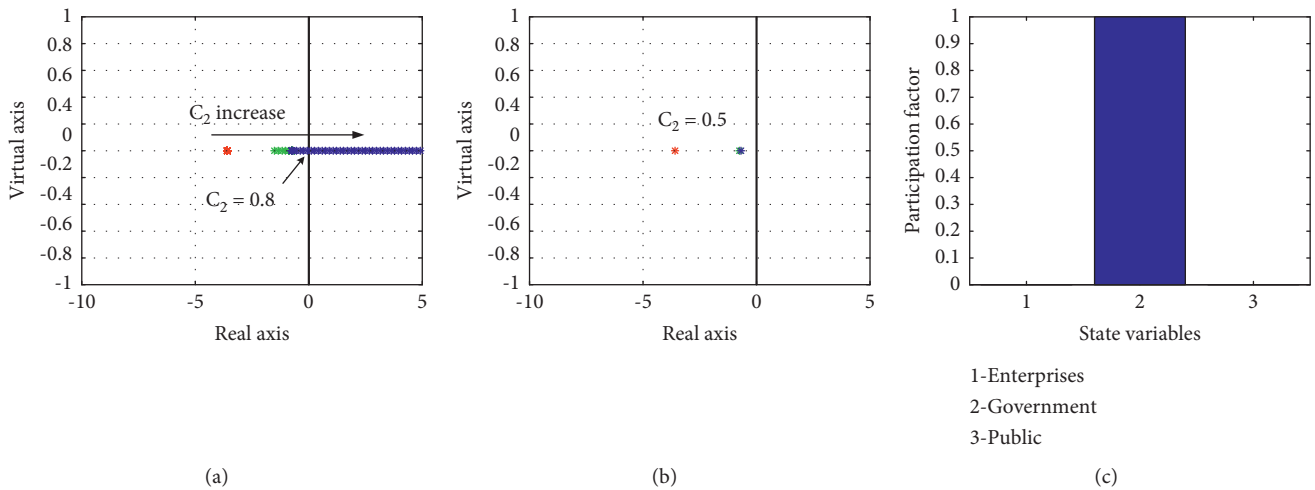 1
0.8
0.6
0.4
0
-0.2
-0.4
-0.6
-0.8
-1
Virtual axis
C₂ increase
C₂ = 0.8
-10
-5
0
5
Real axis
(a)
1
0.8
0.6
0.4
0
-0.2
-0.4
-0.6
-0.8
-1
Virtual axis
C₂ = 0.5
-10
-5
0
5
Real axis
(b)
1
0.9
0.8
0.7
0.6
0.5
0.4
0.3
0.2
0.1
0
Participation factor
1
2
3
State variables
1-Enterprises
2-Government
3-Public
(c)